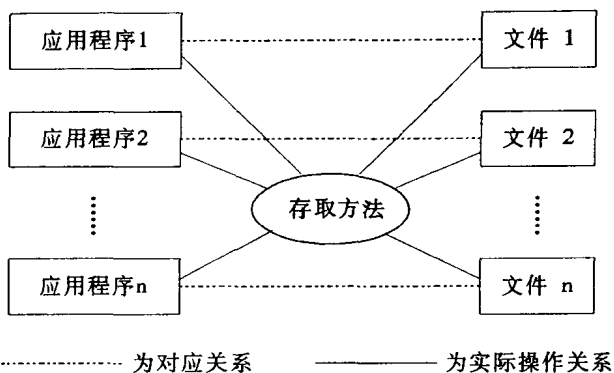 应用程序1
文件 1
应用程序2
文件 2
存取方法
应用程序n
文件 n
为对应关系
为实际操作关系